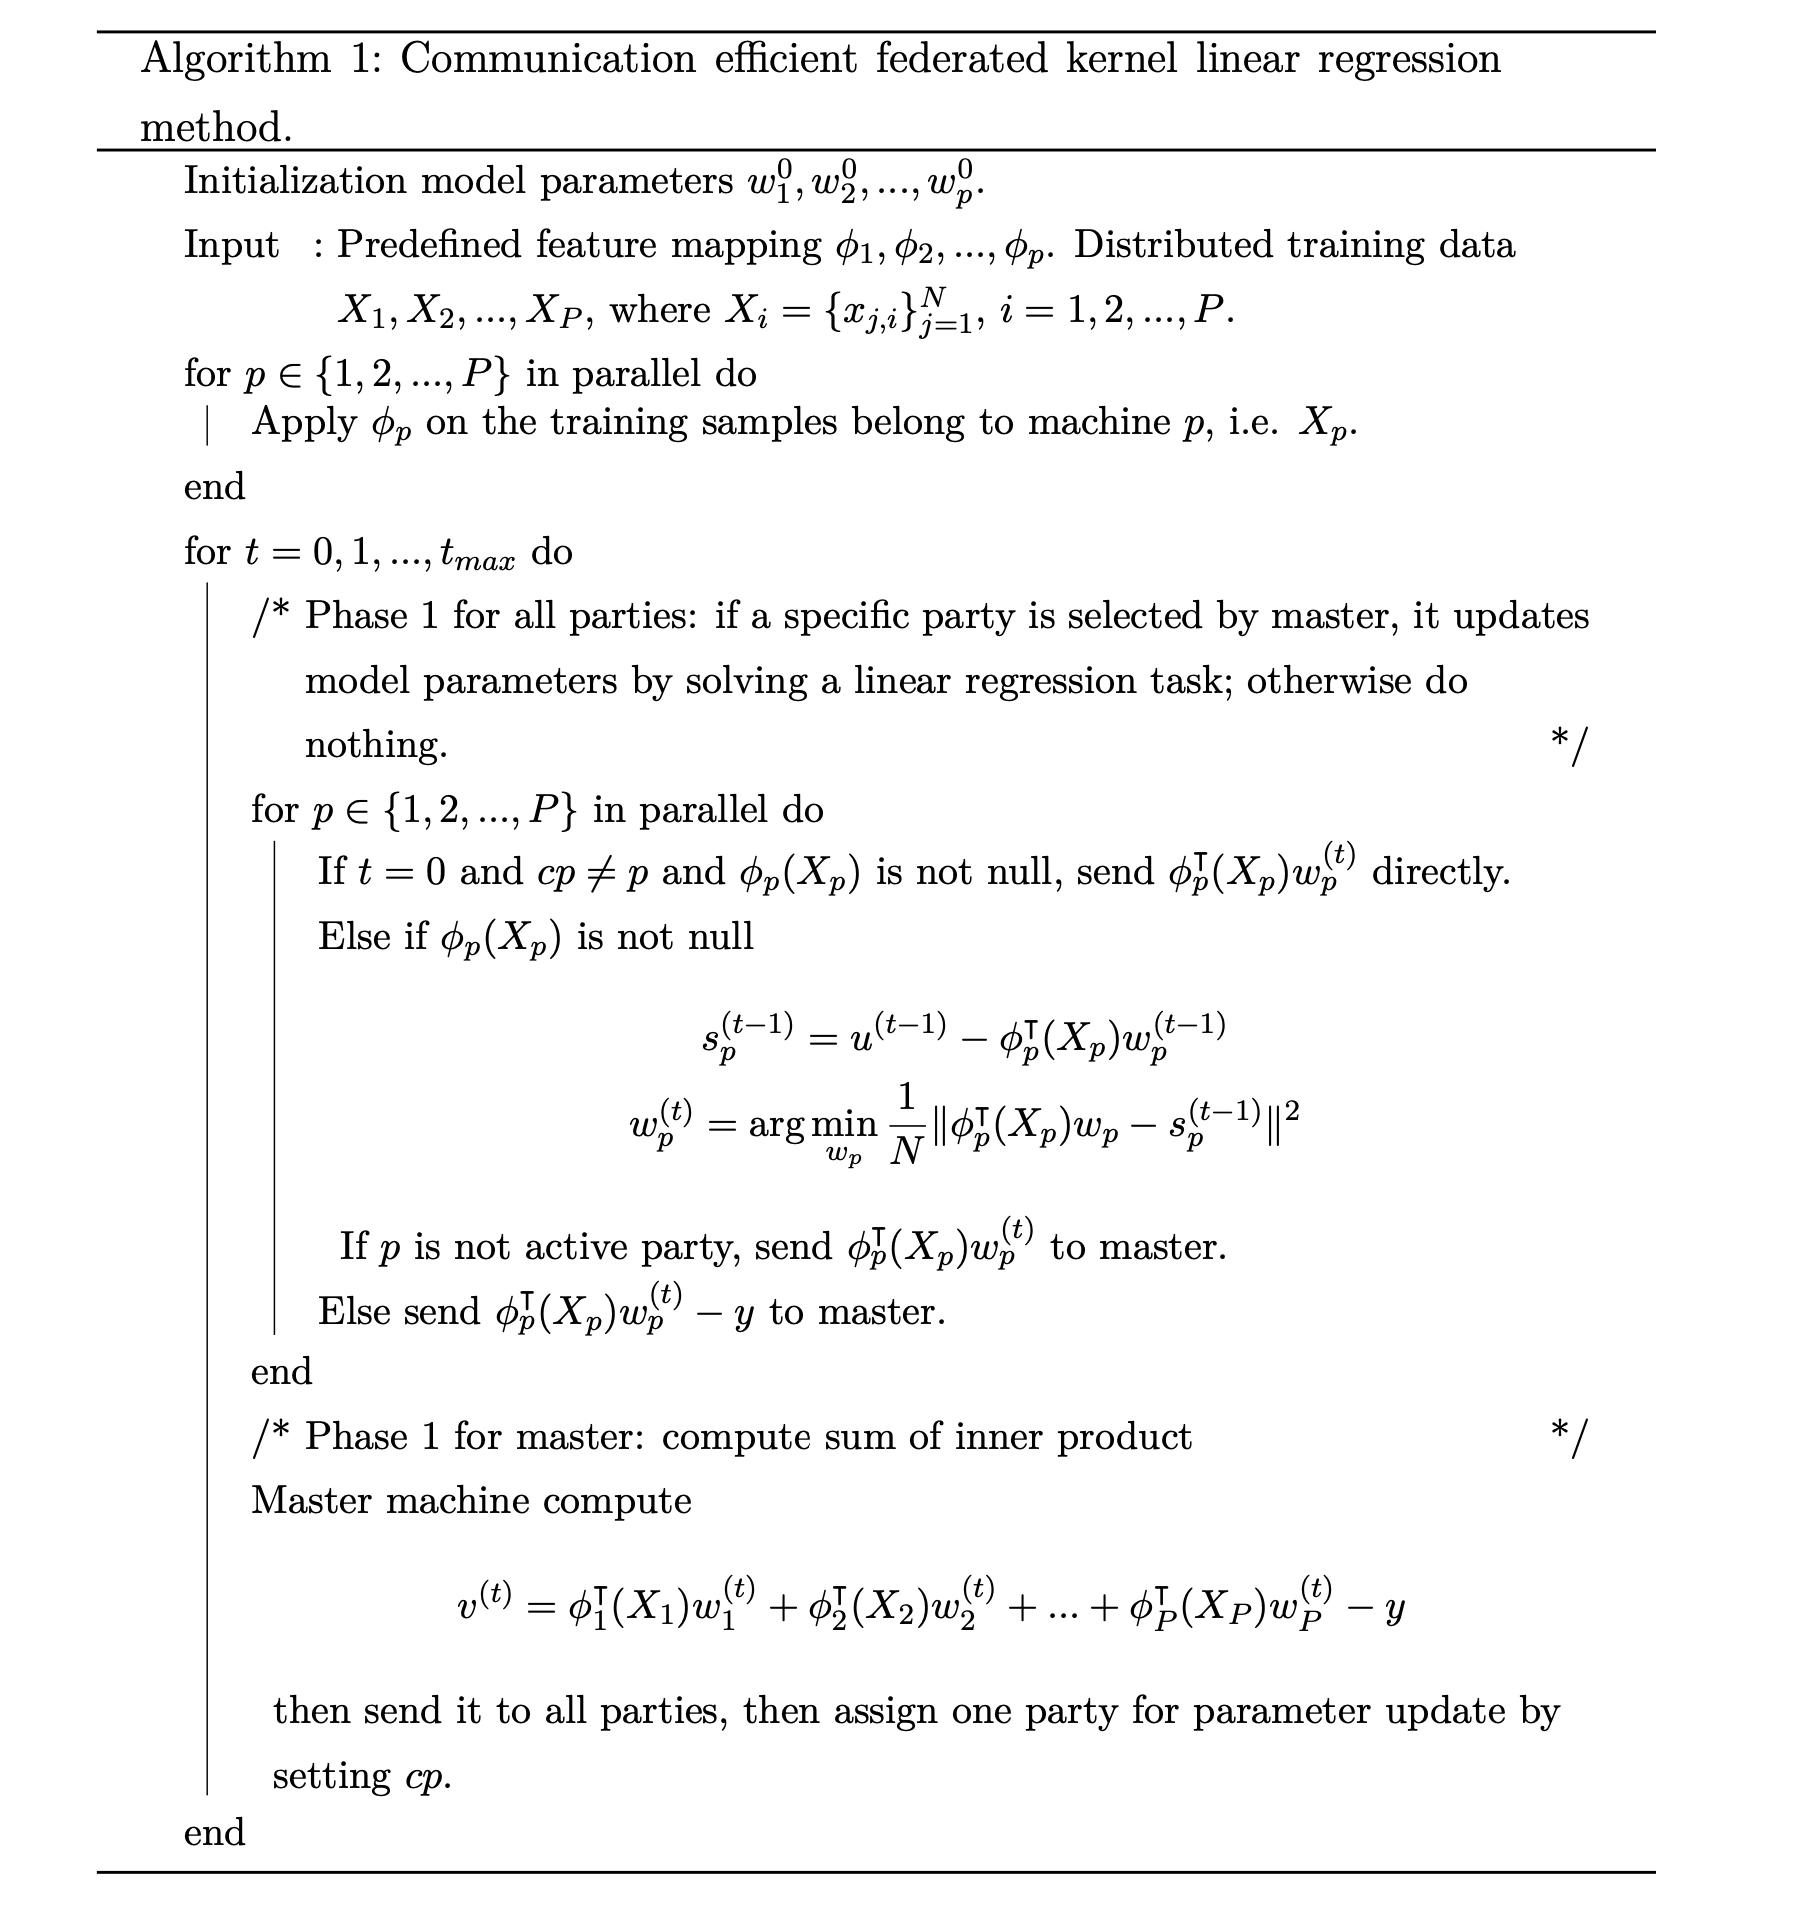 Algorithm 1: Communication efficient federated kernel linear regression
method.
Initialization model parameters $w_1^0, w_2^0, ..., w_p^0$.
Input : Predefined feature mapping $\phi_1, \phi_2, ..., \phi_p$. Distributed training data
$X_1, X_2, ..., X_P$, where $X_i = \{x_{j,i}\}_{j=1}^N$, $i = 1, 2, ..., P$.
for $p \in \{1, 2, ..., P\}$ in parallel do
Apply $\phi_p$ on the training samples belong to machine $p$, i.e. $X_p$.
end
for $t = 0, 1, ..., t_{max}$ do
/* Phase 1 for all parties: if a specific party is selected by master, it updates
model parameters by solving a linear regression task; otherwise do
nothing. */
for $p \in \{1, 2, ..., P\}$ in parallel do
If $t = 0$ and $cp \neq p$ and $\phi_p(X_p)$ is not null, send $\phi_p^\intercal(X_p)w_p^{(t)}$ directly.
Else if $\phi_p(X_p)$ is not null
$s_p^{(t-1)} = u^{(t-1)} - \phi_p^\intercal(X_p)w_p^{(t-1)}$
$w_p^{(t)} = \arg\min_{w_p} \frac{1}{N} \| \phi_p^\intercal(X_p)w_p - s_p^{(t-1)} \|^2$
If $p$ is not active party, send $\phi_p^\intercal(X_p)w_p^{(t)}$ to master.
Else send $\phi_p^\intercal(X_p)w_p^{(t)} - y$ to master.
end
/* Phase 1 for master: compute sum of inner product */
Master machine compute
$v^{(t)} = \phi_1^\intercal(X_1)w_1^{(t)} + \phi_2^\intercal(X_2)w_2^{(t)} + ... + \phi_P^\intercal(X_P)w_P^{(t)} - y$
then send it to all parties, then assign one party for parameter update by
setting $cp$.
end